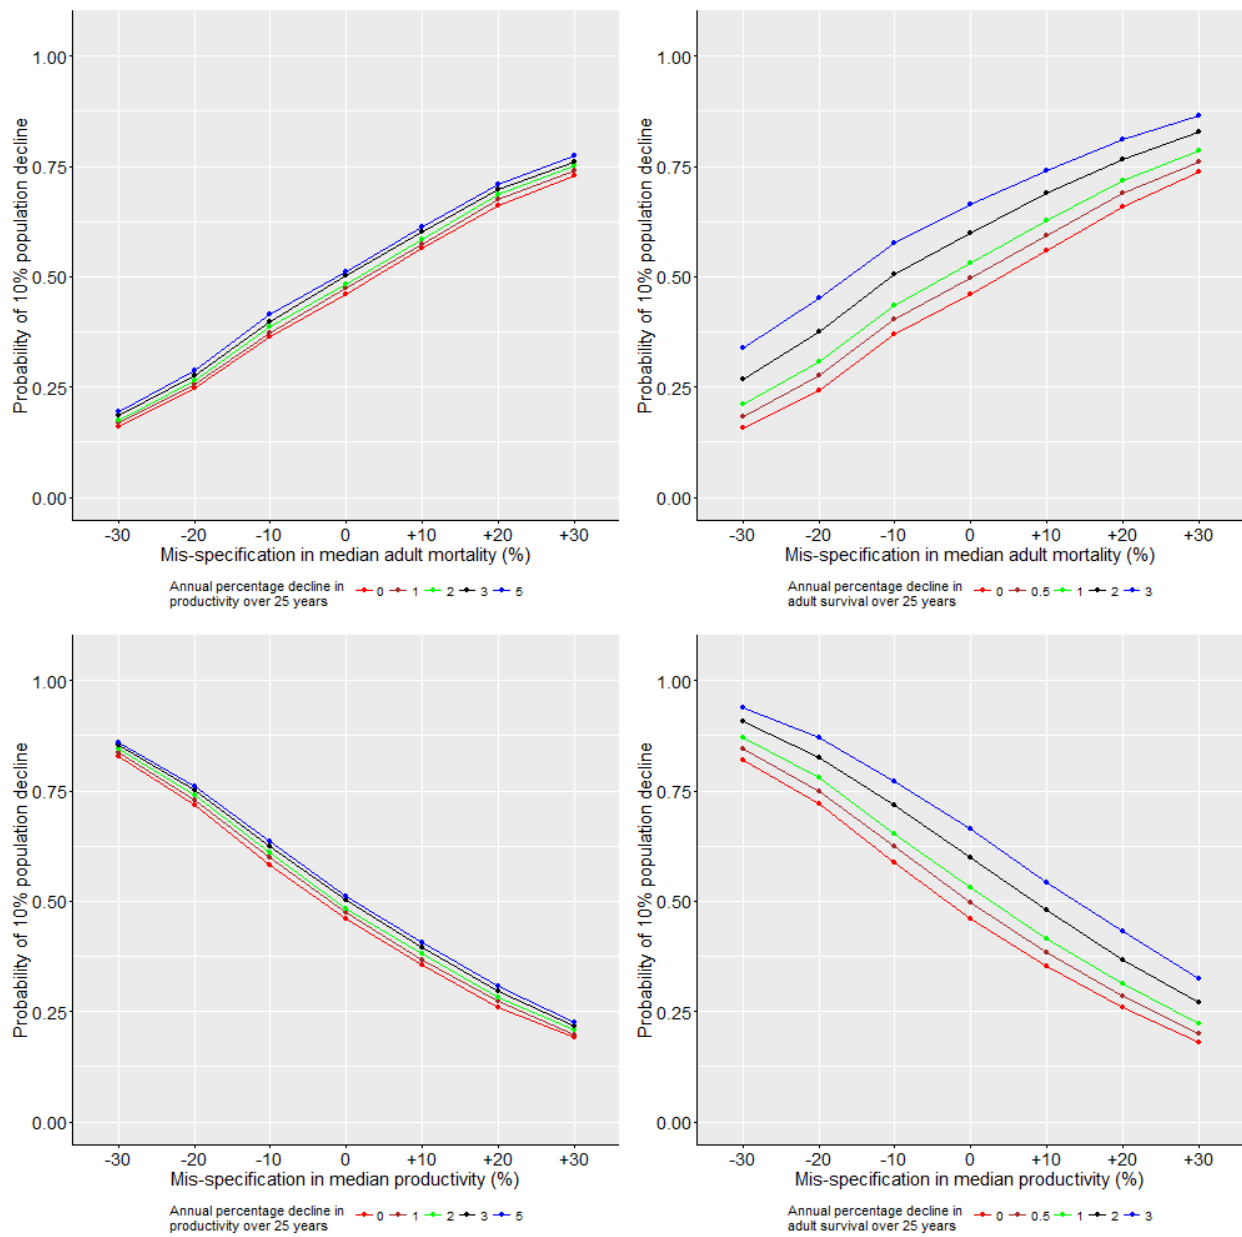 1.00
0.75
0.50
0.25
0.00
Probability of 10% population decline
-30 -20 -10 0 +10 +20 +30
Mis-specification in median adult mortality (%)
Annual percentage decline in
productivity over 25 years
0 1 2 3 5
1.00
0.75
0.50
0.25
0.00
Probability of 10% population decline
-30 -20 -10 0 +10 +20 +30
Mis-specification in median adult mortality (%)
Annual percentage decline in
adult survival over 25 years
0 0.5 1 2 3
1.00
0.75
0.50
0.25
0.00
Probability of 10% population decline
-30 -20 -10 0 +10 +20 +30
Mis-specification in median productivity (%)
Annual percentage decline in
productivity over 25 years
0 1 2 3 5
1.00
0.75
0.50
0.25
0.00
Probability of 10% population decline
-30 -20 -10 0 +10 +20 +30
Mis-specification in median productivity (%)
Annual percentage decline in
adult survival over 25 years
0 0.5 1 2 3